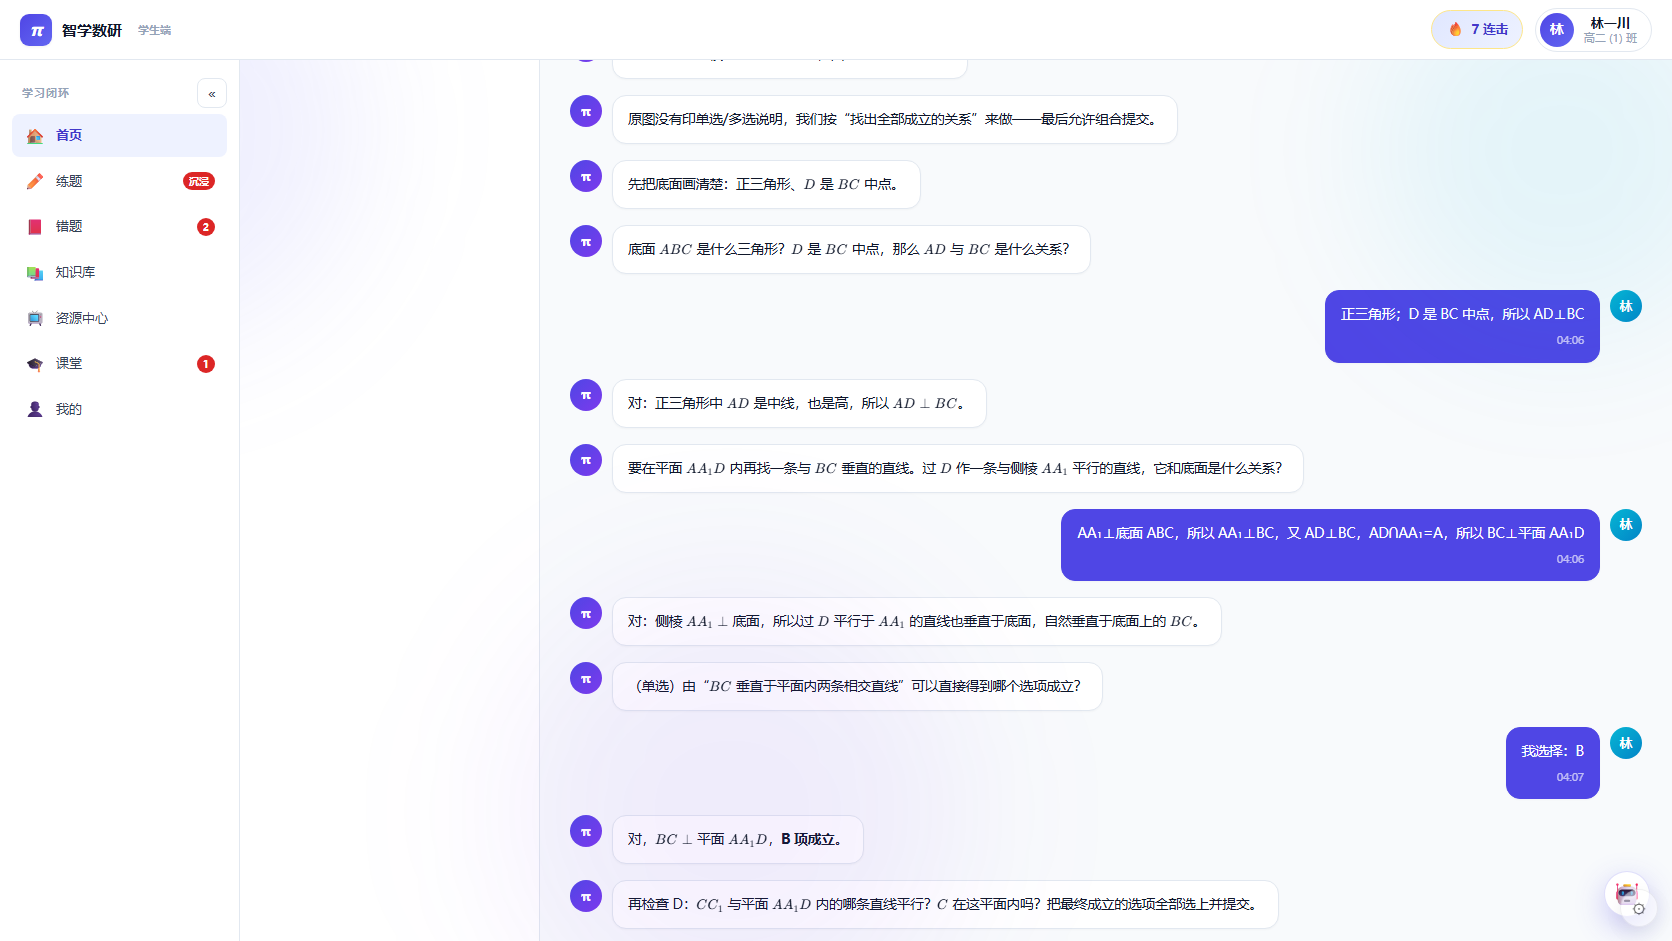 π 智学数研 学生端
7 连击
林 林一川
高二 (1) 班
学习闭环 «
首页
练题 沉浸
错题 2
知识库
资源中心
课堂 1
我的
π 原图没有印单选/多选说明，我们按“找出全部成立的关系”来做——最后允许组合提交。
π 先把底面画清楚：正三角形、D 是 BC 中点。
π 底面 ABC 是什么三角形？D 是 BC 中点，那么 AD 与 BC 是什么关系？
正三角形；D 是 BC 中点，所以 AD⊥BC 林
04:06
π 对：正三角形中 AD 是中线，也是高，所以 AD ⊥ BC。
π 要在平面 AA₁D 内再找一条与 BC 垂直的直线。过 D 作一条与侧棱 AA₁ 平行的直线，它和底面是什么关系？
AA₁⊥底面 ABC，所以 AA₁⊥BC，又 AD⊥BC，AD∩AA₁=A，所以 BC⊥平面 AA₁D 林
04:06
π 对：侧棱 AA₁ ⊥ 底面，所以过 D 平行于 AA₁ 的直线也垂直于底面，自然垂直于底面上的 BC。
π （单选）由“BC 垂直于平面内两条相交直线”可以直接得到哪个选项成立？
我选择：B 林
04:07
π 对，BC ⊥ 平面 AA₁D，B 项成立。
π 再检查 D：CC₁ 与平面 AA₁D 内的哪条直线平行？C 在这平面内吗？把最终成立的选项全部选上并提交。